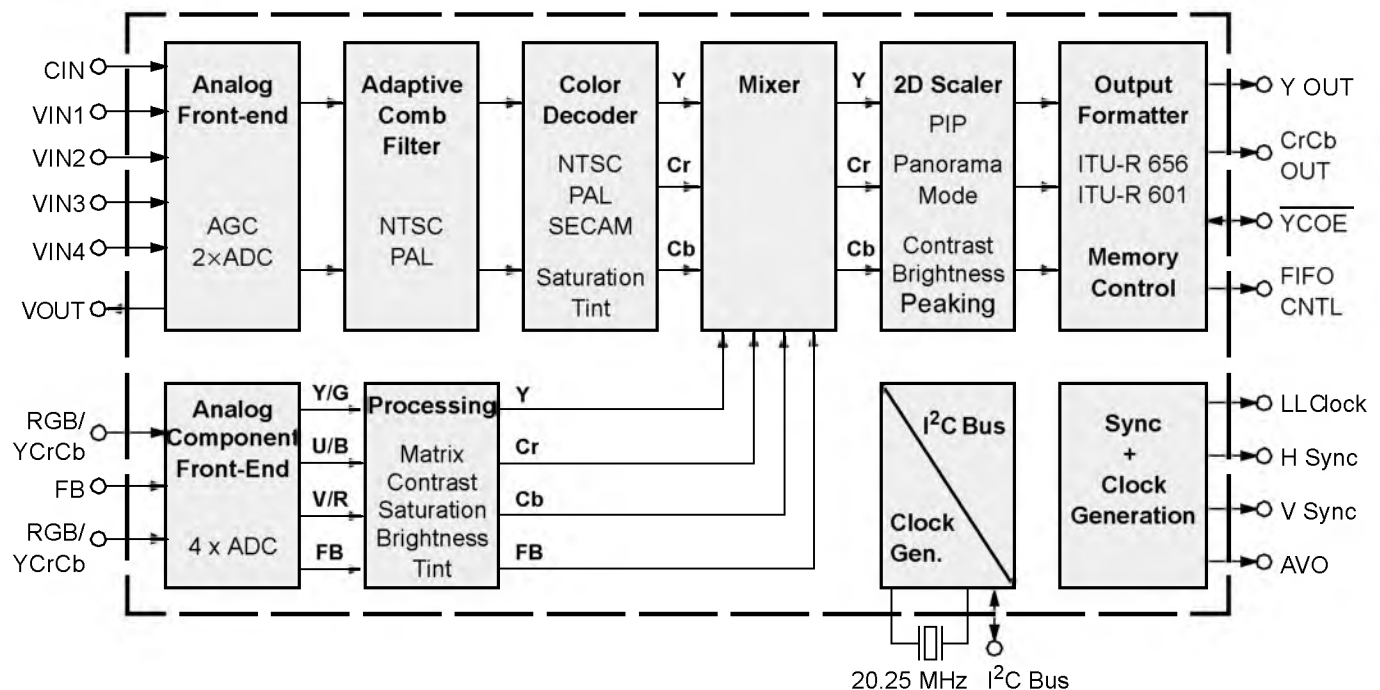 CIN
VIN1
VIN2
VIN3
VIN4
VOUT
Analog
Front-end
AGC
2×ADC
Adaptive
Comb
Filter
NTSC
PAL
Color
Decoder
NTSC
PAL
SECAM
Saturation
Tint
Y
Cr
Cb
Mixer
Y
Cr
Cb
2D Scaler
PIP
Panorama
Mode
Contrast
Brightness
Peaking
Output
Formatter
ITU-R 656
ITU-R 601
Memory
Control
Y OUT
CrCb
OUT
YCOE
FIFO
CNTL
RGB/
YCrCb
FB
RGB/
YCrCb
Analog
Component
Front-End
4 x ADC
Y/G
U/B
V/R
FB
Processing
Matrix
Contrast
Saturation
Brightness
Tint
Y
Cr
Cb
FB
I²C Bus
Clock
Gen.
20.25 MHz
I²C Bus
Sync
+
Clock
Generation
LLClock
H Sync
V Sync
AVO